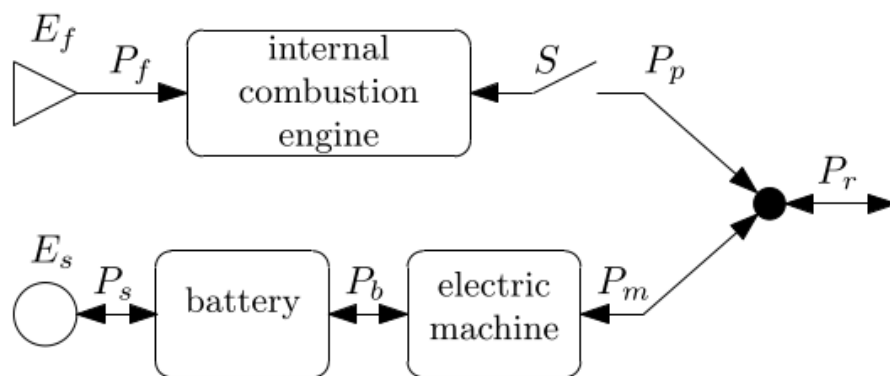 E_f
P_f
internal
combustion
engine
S
P_p
P_r
E_s
P_s
battery
P_b
electric
machine
P_m